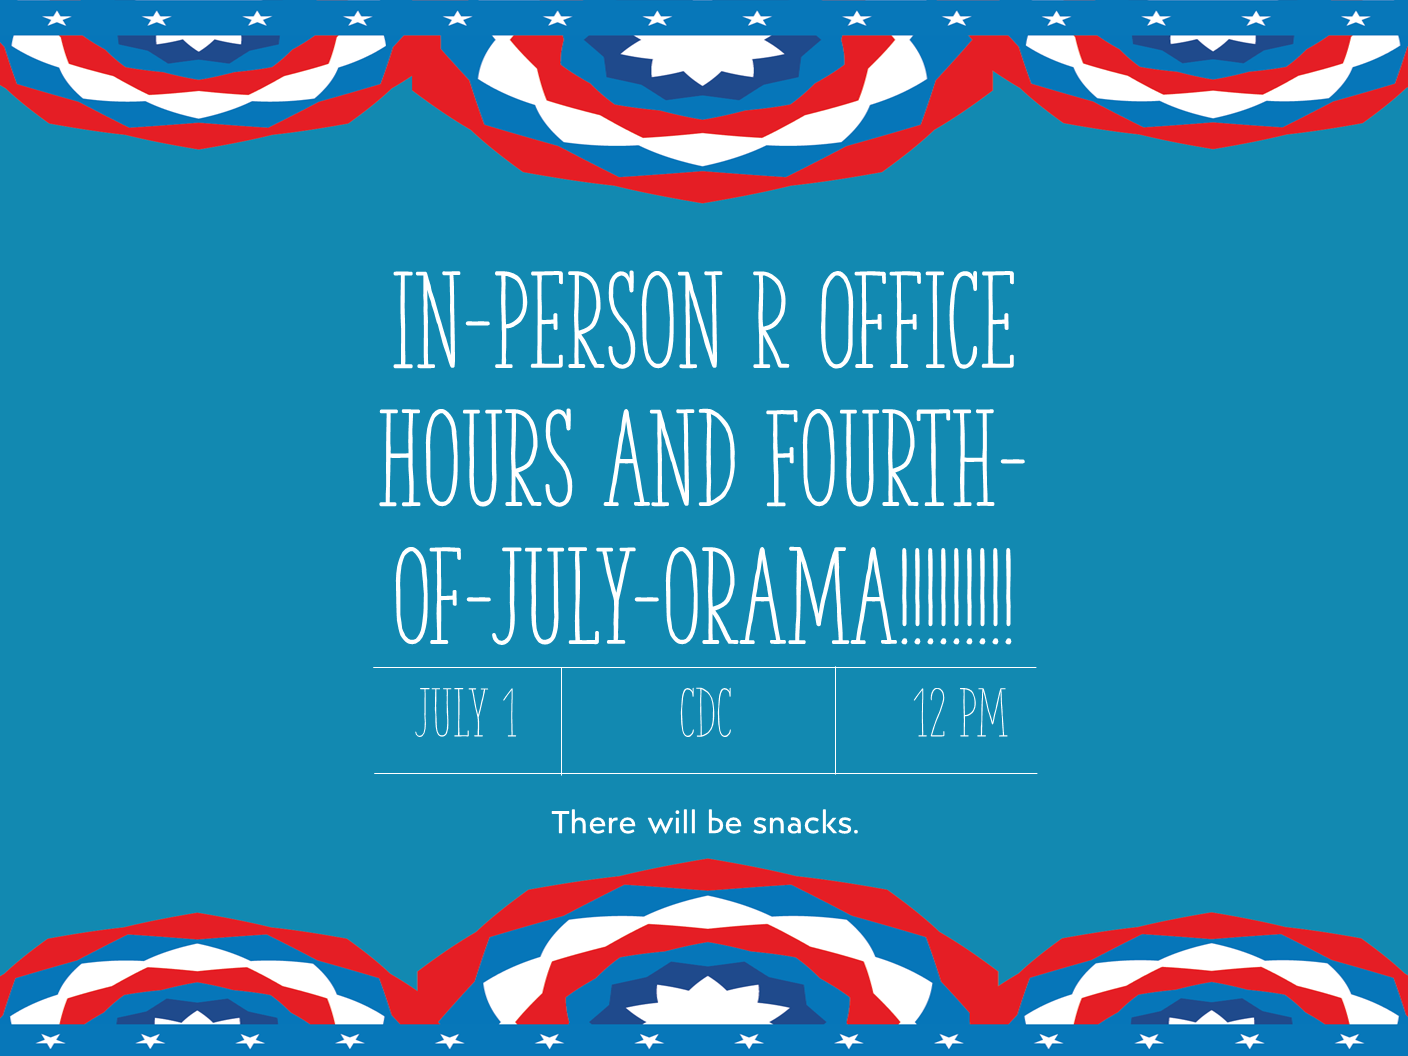 IN-PERSON R OFFICE
HOURS AND FOURTH-
OF-JULY-ORAMA!!!!!!!!!
JULY 1
CDC
12 PM
There will be snacks.